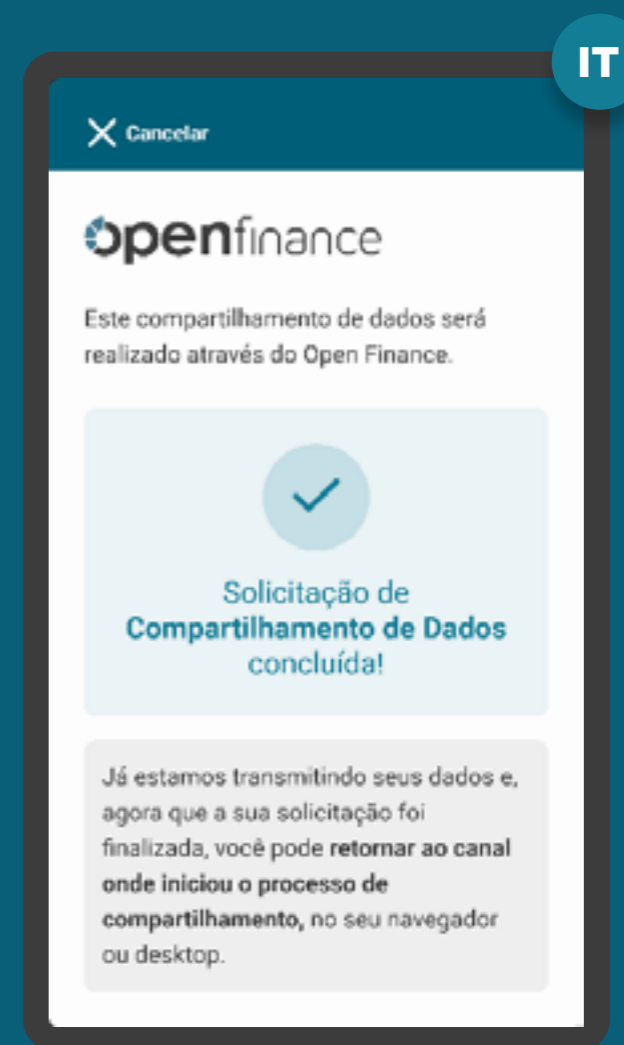 IT
Cancelar
openfinance
Este compartilhamento de dados será
realizado através do Open Finance.
Solicitação de
Compartilhamento de Dados
concluída!
Já estamos transmitindo seus dados e,
agora que a sua solicitação foi
finalizada, você pode retornar ao canal
onde iniciou o processo de
compartilhamento, no seu navegador
ou desktop.